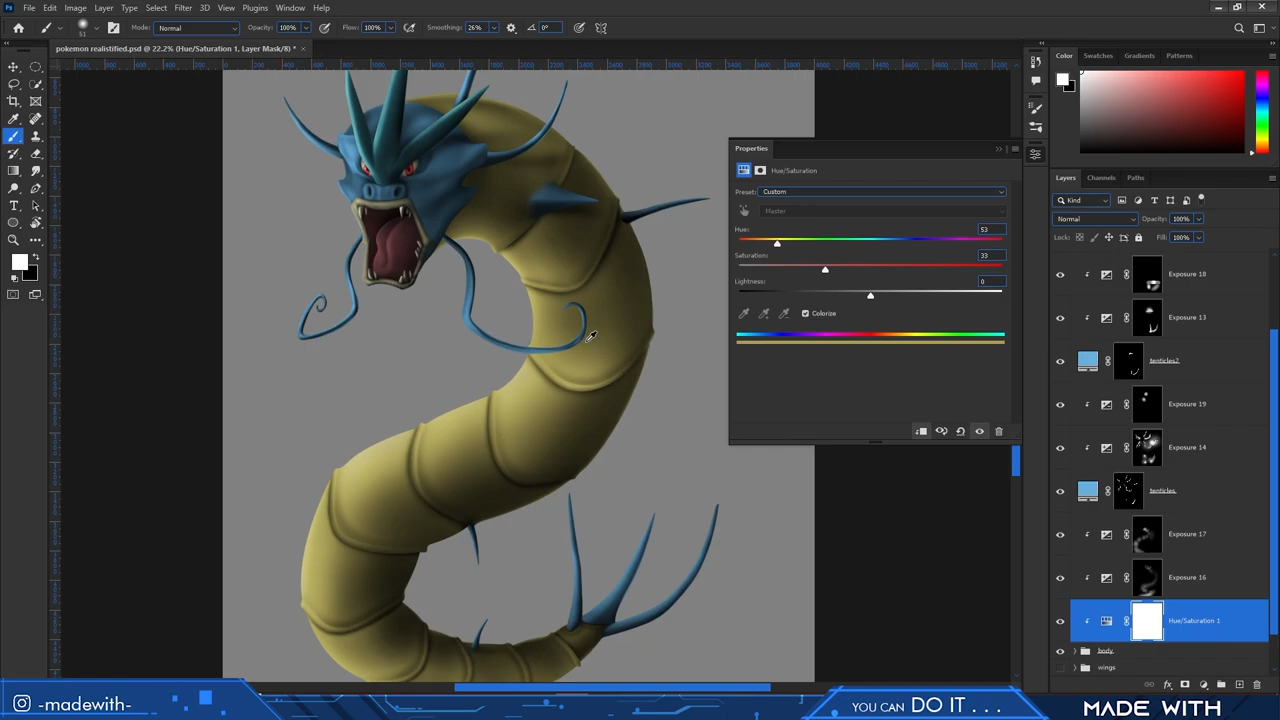 File Edit Image Layer Type Select Filter 3D View Plugins Window Help
Mode: Normal Opacity: 100% Flow: 100% Smoothing: 26% 0°
51
pokemon realistified.psd @ 22.2% (Hue/Saturation 1, Layer Mask/8) *
Color Swatches Gradients Patterns
Properties
Hue/Saturation
Preset: Custom
Master
Hue: 53
Saturation: 33
Lightness: 0
Colorize
Layers Channels Paths
Kind
Normal Opacity: 100%
Lock: Fill: 100%
Exposure 18
Exposure 13
tenticles2
Exposure 19
Exposure 14
tenticles
Exposure 17
Exposure 16
Hue/Saturation 1
body
wings
-madewith-
YOU CAN DO IT . . .
MADE WITH